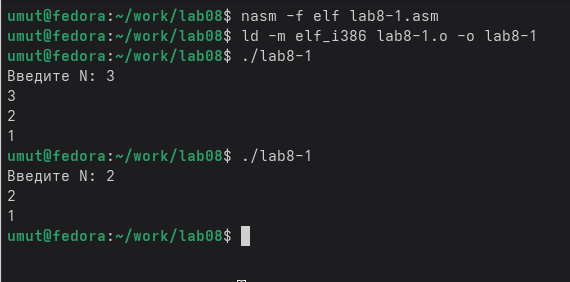 umut@fedora:~/work/lab08$ nasm -f elf lab8-1.asm
umut@fedora:~/work/lab08$ ld -m elf_i386 lab8-1.o -o lab8-1
umut@fedora:~/work/lab08$ ./lab8-1
Введите N: 3
3
2
1
umut@fedora:~/work/lab08$ ./lab8-1
Введите N: 2
2
1
umut@fedora:~/work/lab08$